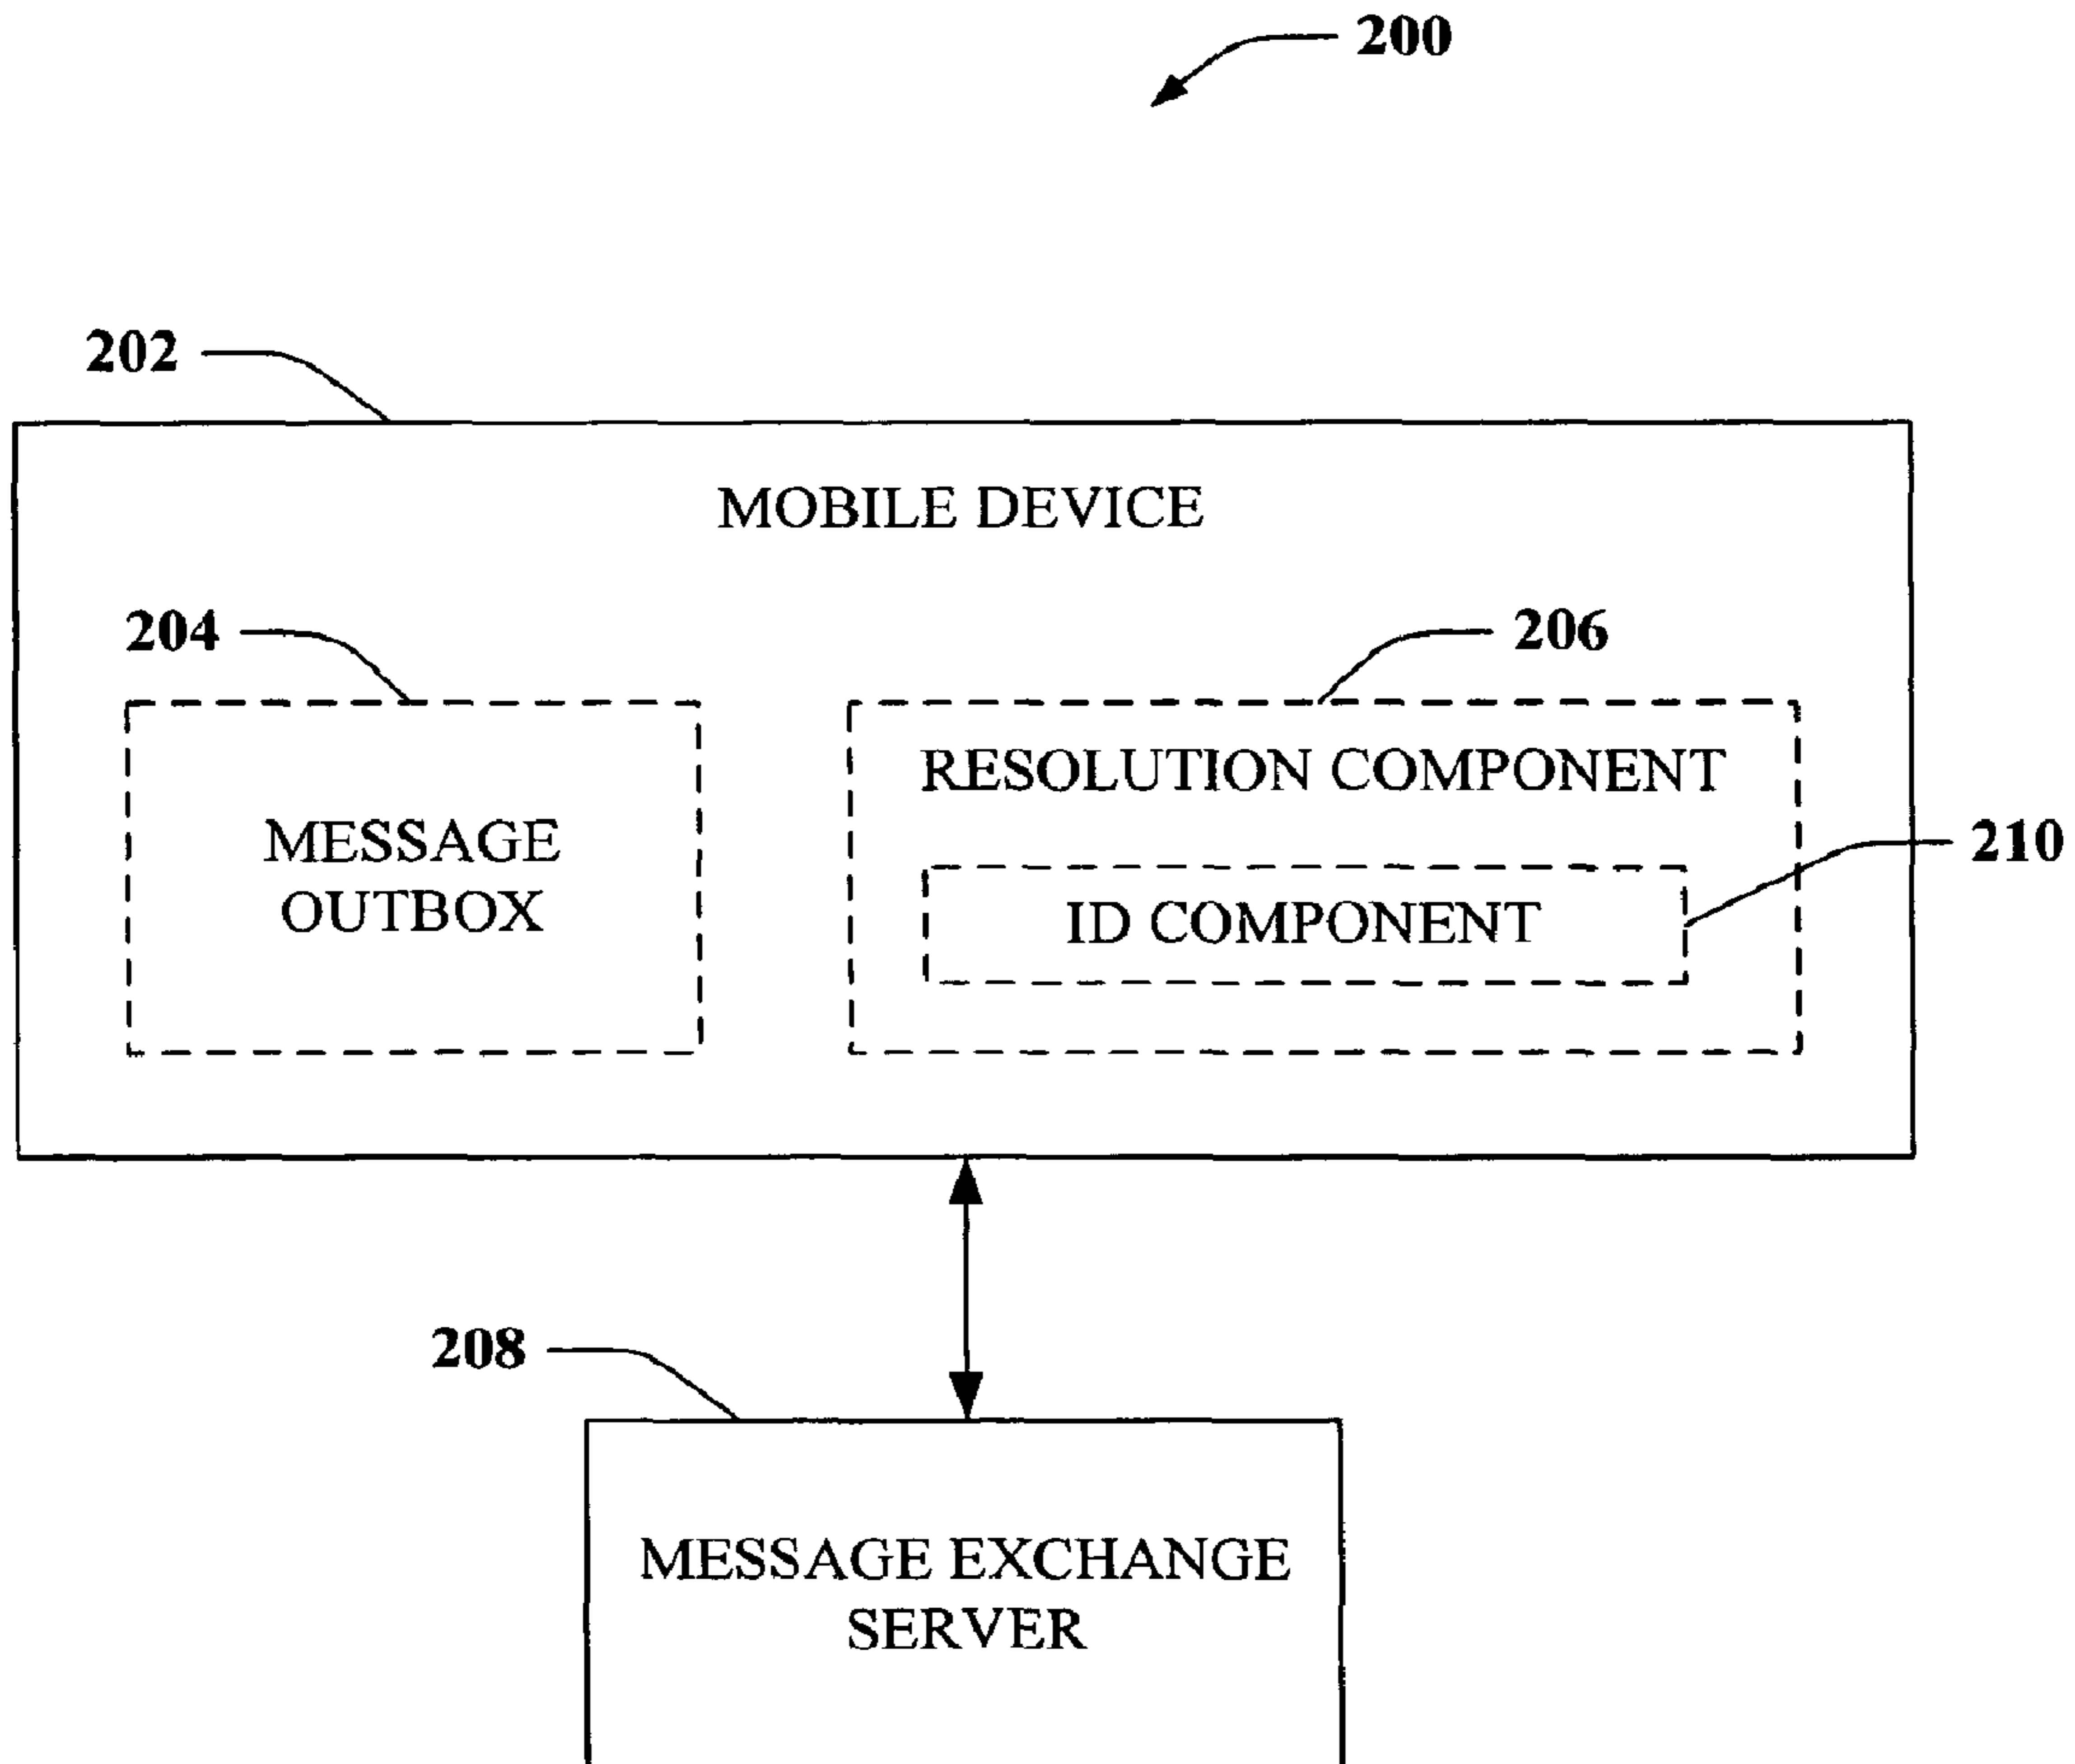 200
202
MOBILE DEVICE
204
206
MESSAGE
OUTBOX
RESOLUTION COMPONENT
210
ID COMPONENT
208
MESSAGE EXCHANGE
SERVER